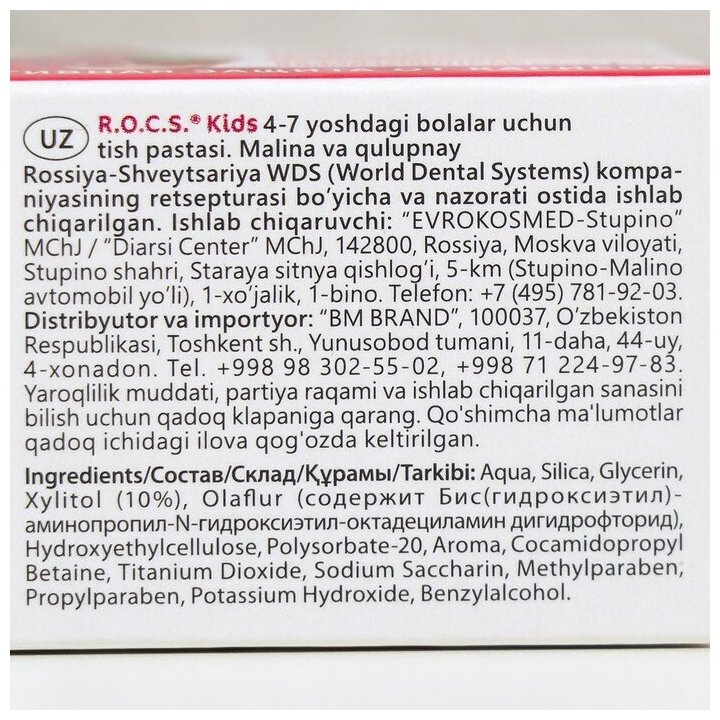 UZ R.O.C.S.® Kids 4-7 yoshdagi bolalar uchun
tish pastasi. Malina va qulupnay
Rossiya-Shveytsariya WDS (World Dental Systems) kompa-
niyasining retsepturasi bo‘yicha va nazorati ostida ishlab
chiqarilgan. Ishlab chiqaruvchi: “EVROKOSMED-Stupino”
MChJ / “Diarsi Center” MChJ, 142800, Rossiya, Moskva viloyati,
Stupino shahri, Staraya sitnya qishlog‘i, 5-km (Stupino-Malino
avtomobil yo‘li), 1-xo‘jalik, 1-bino. Telefon: +7 (495) 781-92-03.
Distribyutor va importyor: “BM BRAND”, 100037, O‘zbekiston
Respublikasi, Toshkent sh., Yunusobod tumani, 11-daha, 44-uy,
4-xonadon. Tel. +998 98 302-55-02, +998 71 224-97-83.
Yaroqlilik muddati, partiya raqami va ishlab chiqarilgan sanasini
bilish uchun qadoq klapaniga qarang. Qo'shimcha ma'lumotlar
qadoq ichidagi ilova qog'ozda keltirilgan.
Ingredients/Состав/Склад/Құрамы/Tarkibi: Aqua, Silica, Glycerin,
Xylitol (10%), Olaflur (содержит Бис(гидроксиэтил)-
аминопропил-N-гидроксиэтил-октадециламин дигидрофторид),
Hydroxyethylcellulose, Polysorbate-20, Aroma, Cocamidopropyl
Betaine, Titanium Dioxide, Sodium Saccharin, Methylparaben,
Propylparaben, Potassium Hydroxide, Benzylalcohol.